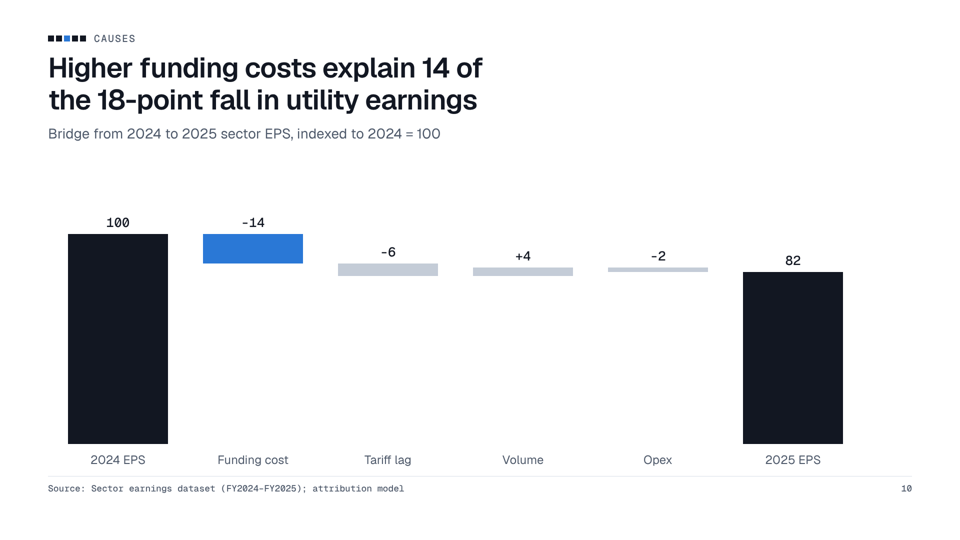 CAUSES
Higher funding costs explain 14 of
the 18-point fall in utility earnings
Bridge from 2024 to 2025 sector EPS, indexed to 2024 = 100
100
-14
-6
+4
-2
82
2024 EPS
Funding cost
Tariff lag
Volume
Opex
2025 EPS
Source: Sector earnings dataset (FY2024–FY2025); attribution model
10